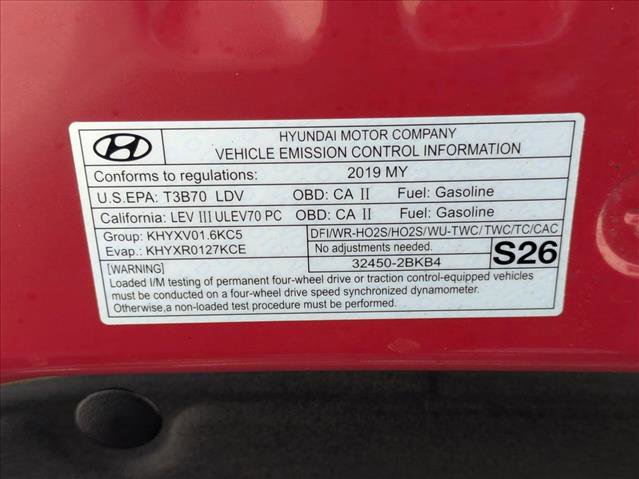 HYUNDAI MOTOR COMPANY
VEHICLE EMISSION CONTROL INFORMATION
Conforms to regulations: 2019 MY
U.S.EPA: T3B70 LDV OBD: CA II Fuel: Gasoline
California: LEV III ULEV70 PC OBD: CA II Fuel: Gasoline
Group: KHYXV01.6KC5
Evap.: KHYXR0127KCE
DFI/WR-HO2S/HO2S/WU-TWC/TWC/TC/CAC
No adjustments needed.
32450-2BKB4
S26
[WARNING]
Loaded I/M testing of permanent four-wheel drive or traction control-equipped vehicles
must be conducted on a four-wheel drive speed synchronized dynamometer.
Otherwise,a non-loaded test procedure must be performed.